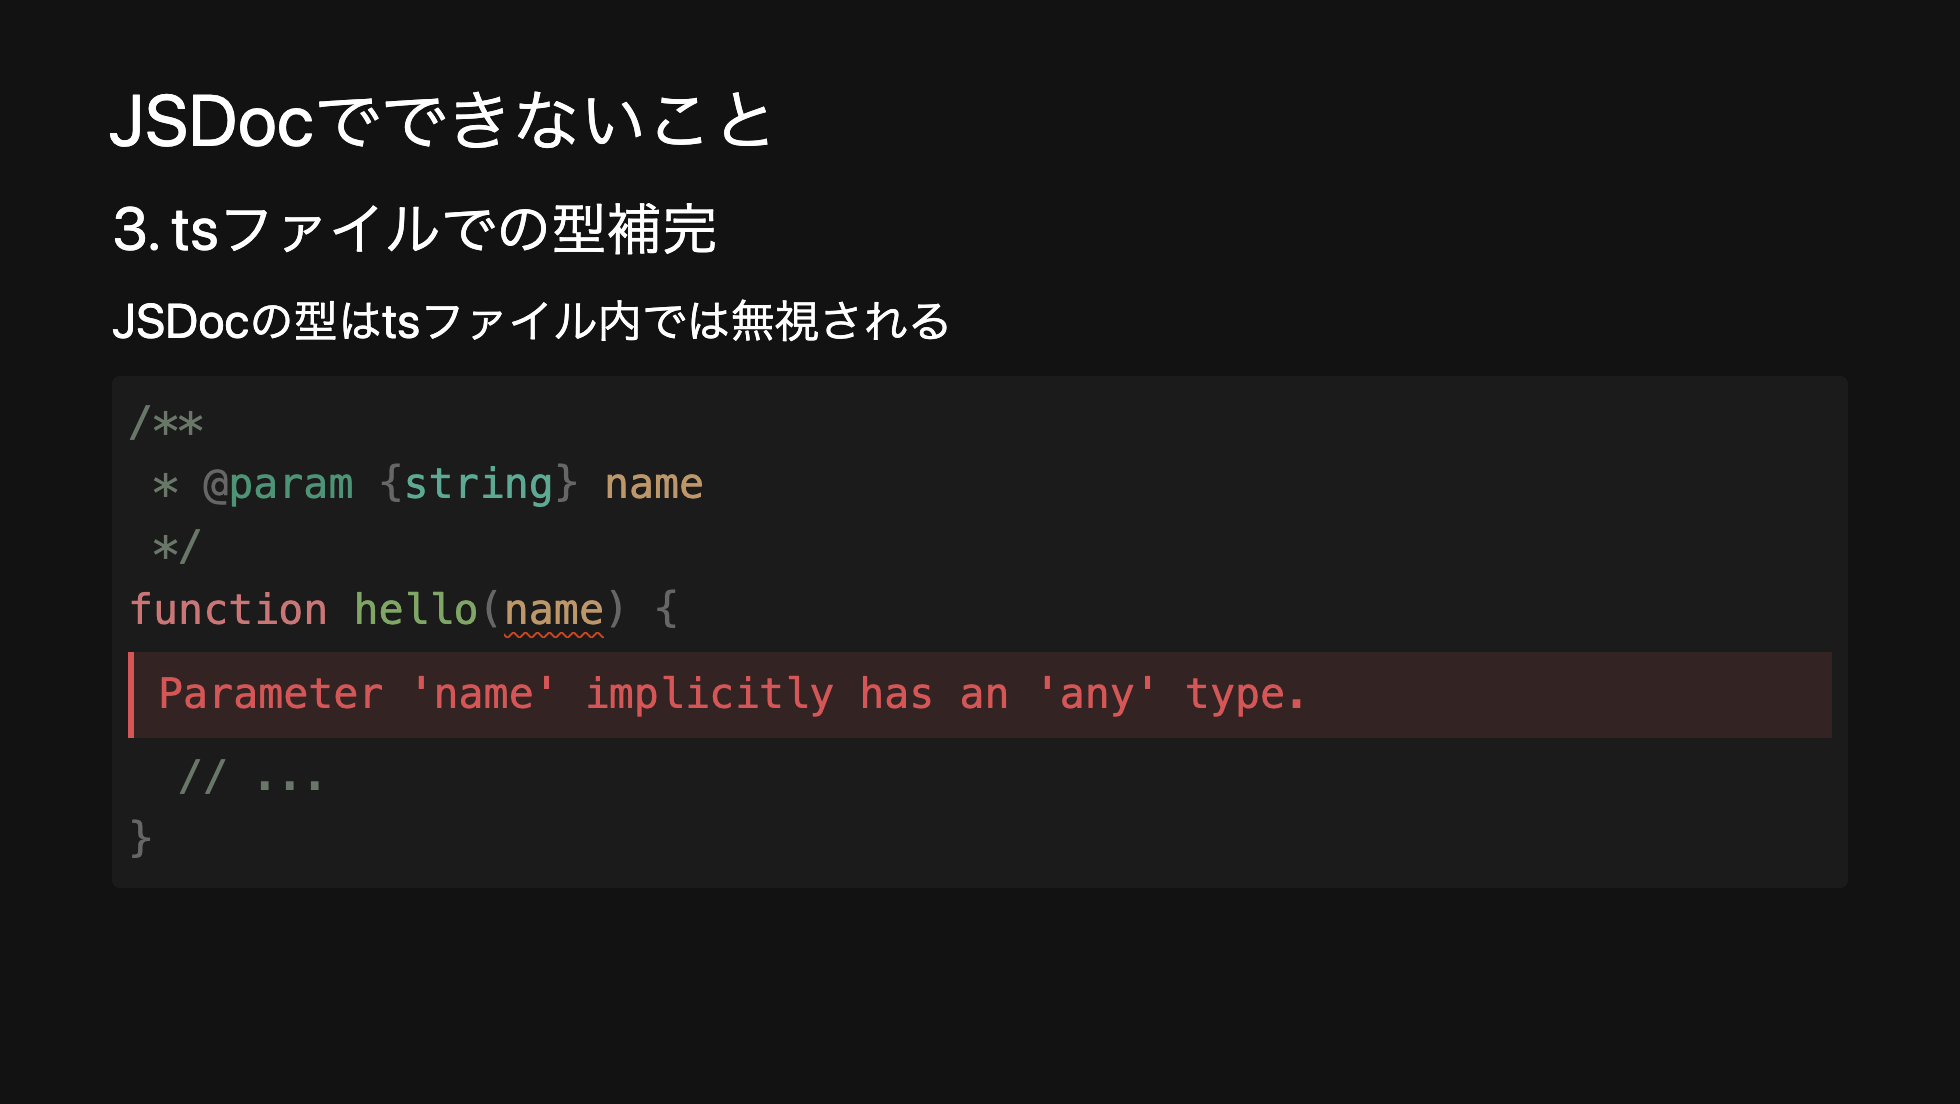 JSDocでできないこと
3. tsファイルでの型補完
JSDocの型はtsファイル内では無視される
/**
 * @param {string} name
 */
function hello(name) {
Parameter 'name' implicitly has an 'any' type.
  // ...
}